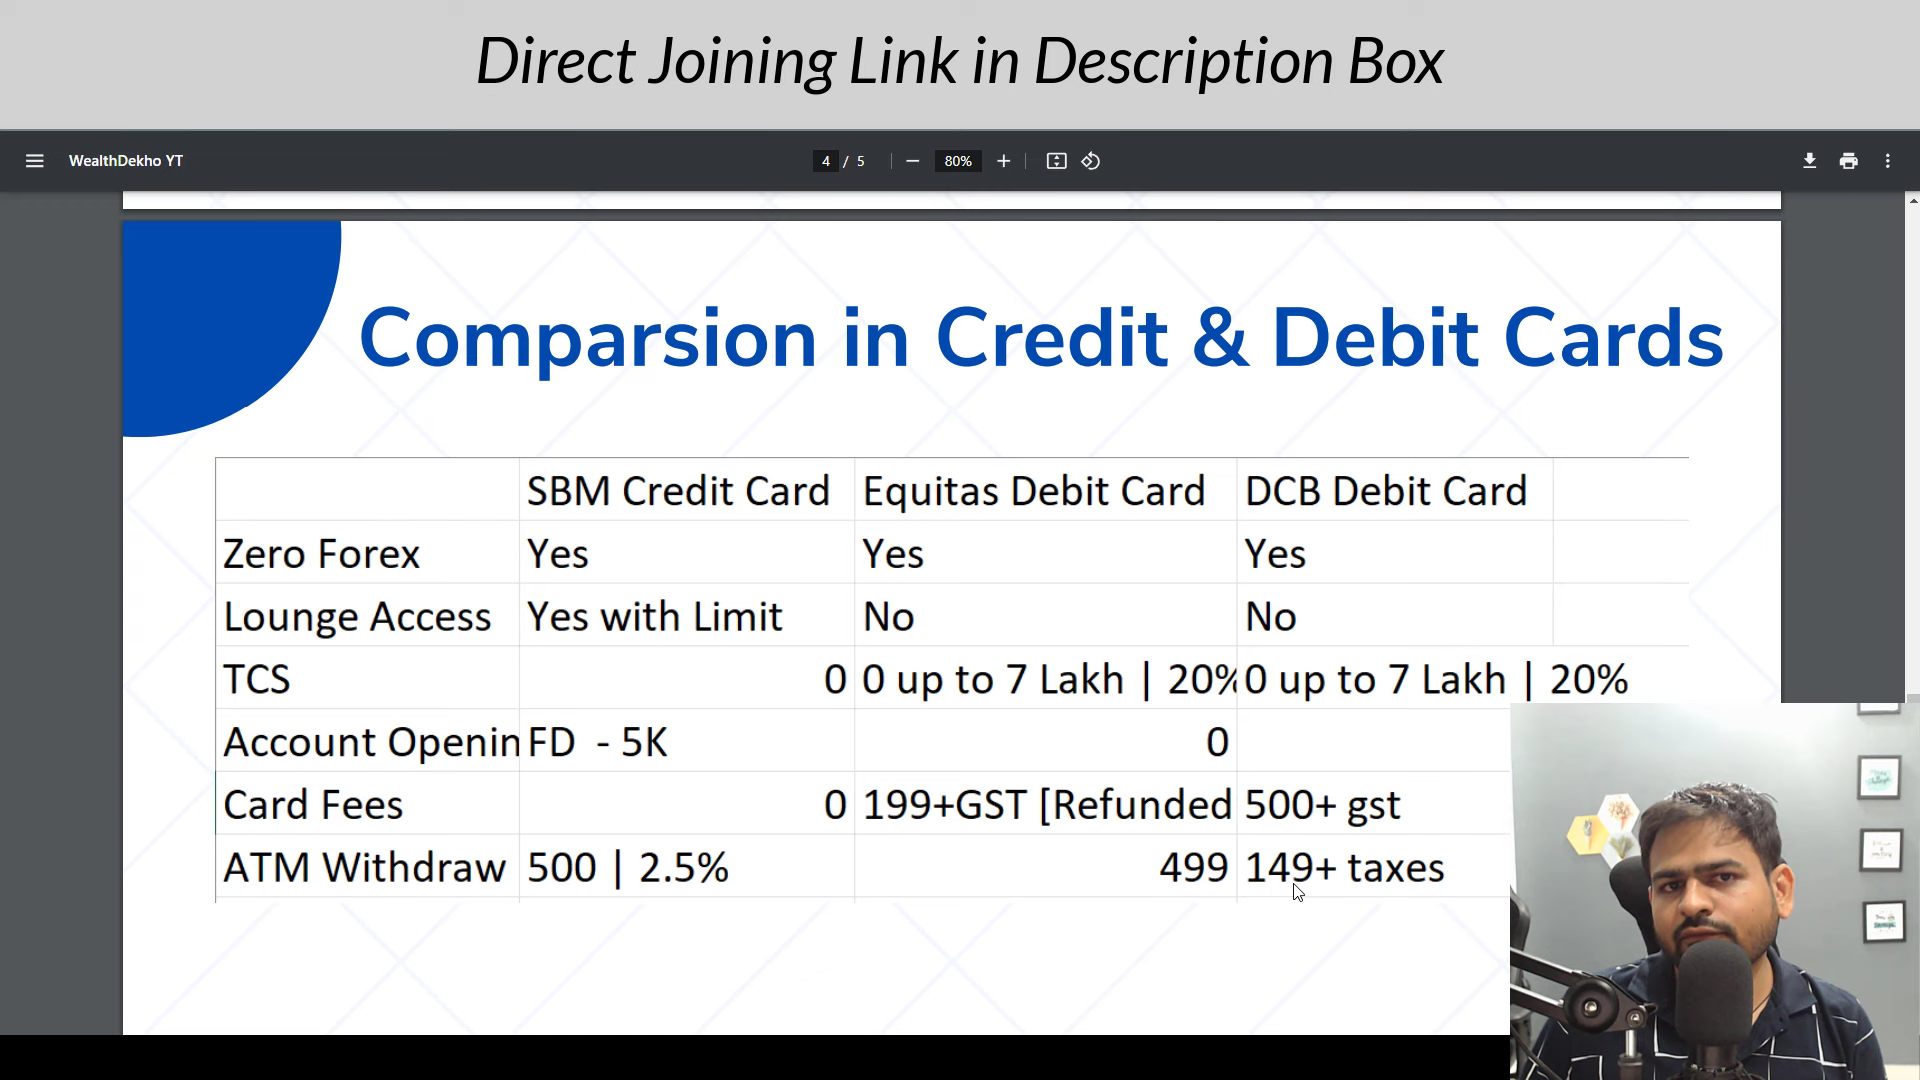 Direct Joining Link in Description Box
WealthDekho YT
4 / 5
80%
Comparsion in Credit & Debit Cards
SBM Credit Card Equitas Debit Card DCB Debit Card
Zero Forex Yes Yes Yes
Lounge Access Yes with Limit No No
TCS 0 0 up to 7 Lakh | 20% 0 up to 7 Lakh | 20%
Account Openin FD - 5K 0
Card Fees 0 199+GST [Refunded 500+ gst
ATM Withdraw 500 | 2.5% 499 149+ taxes